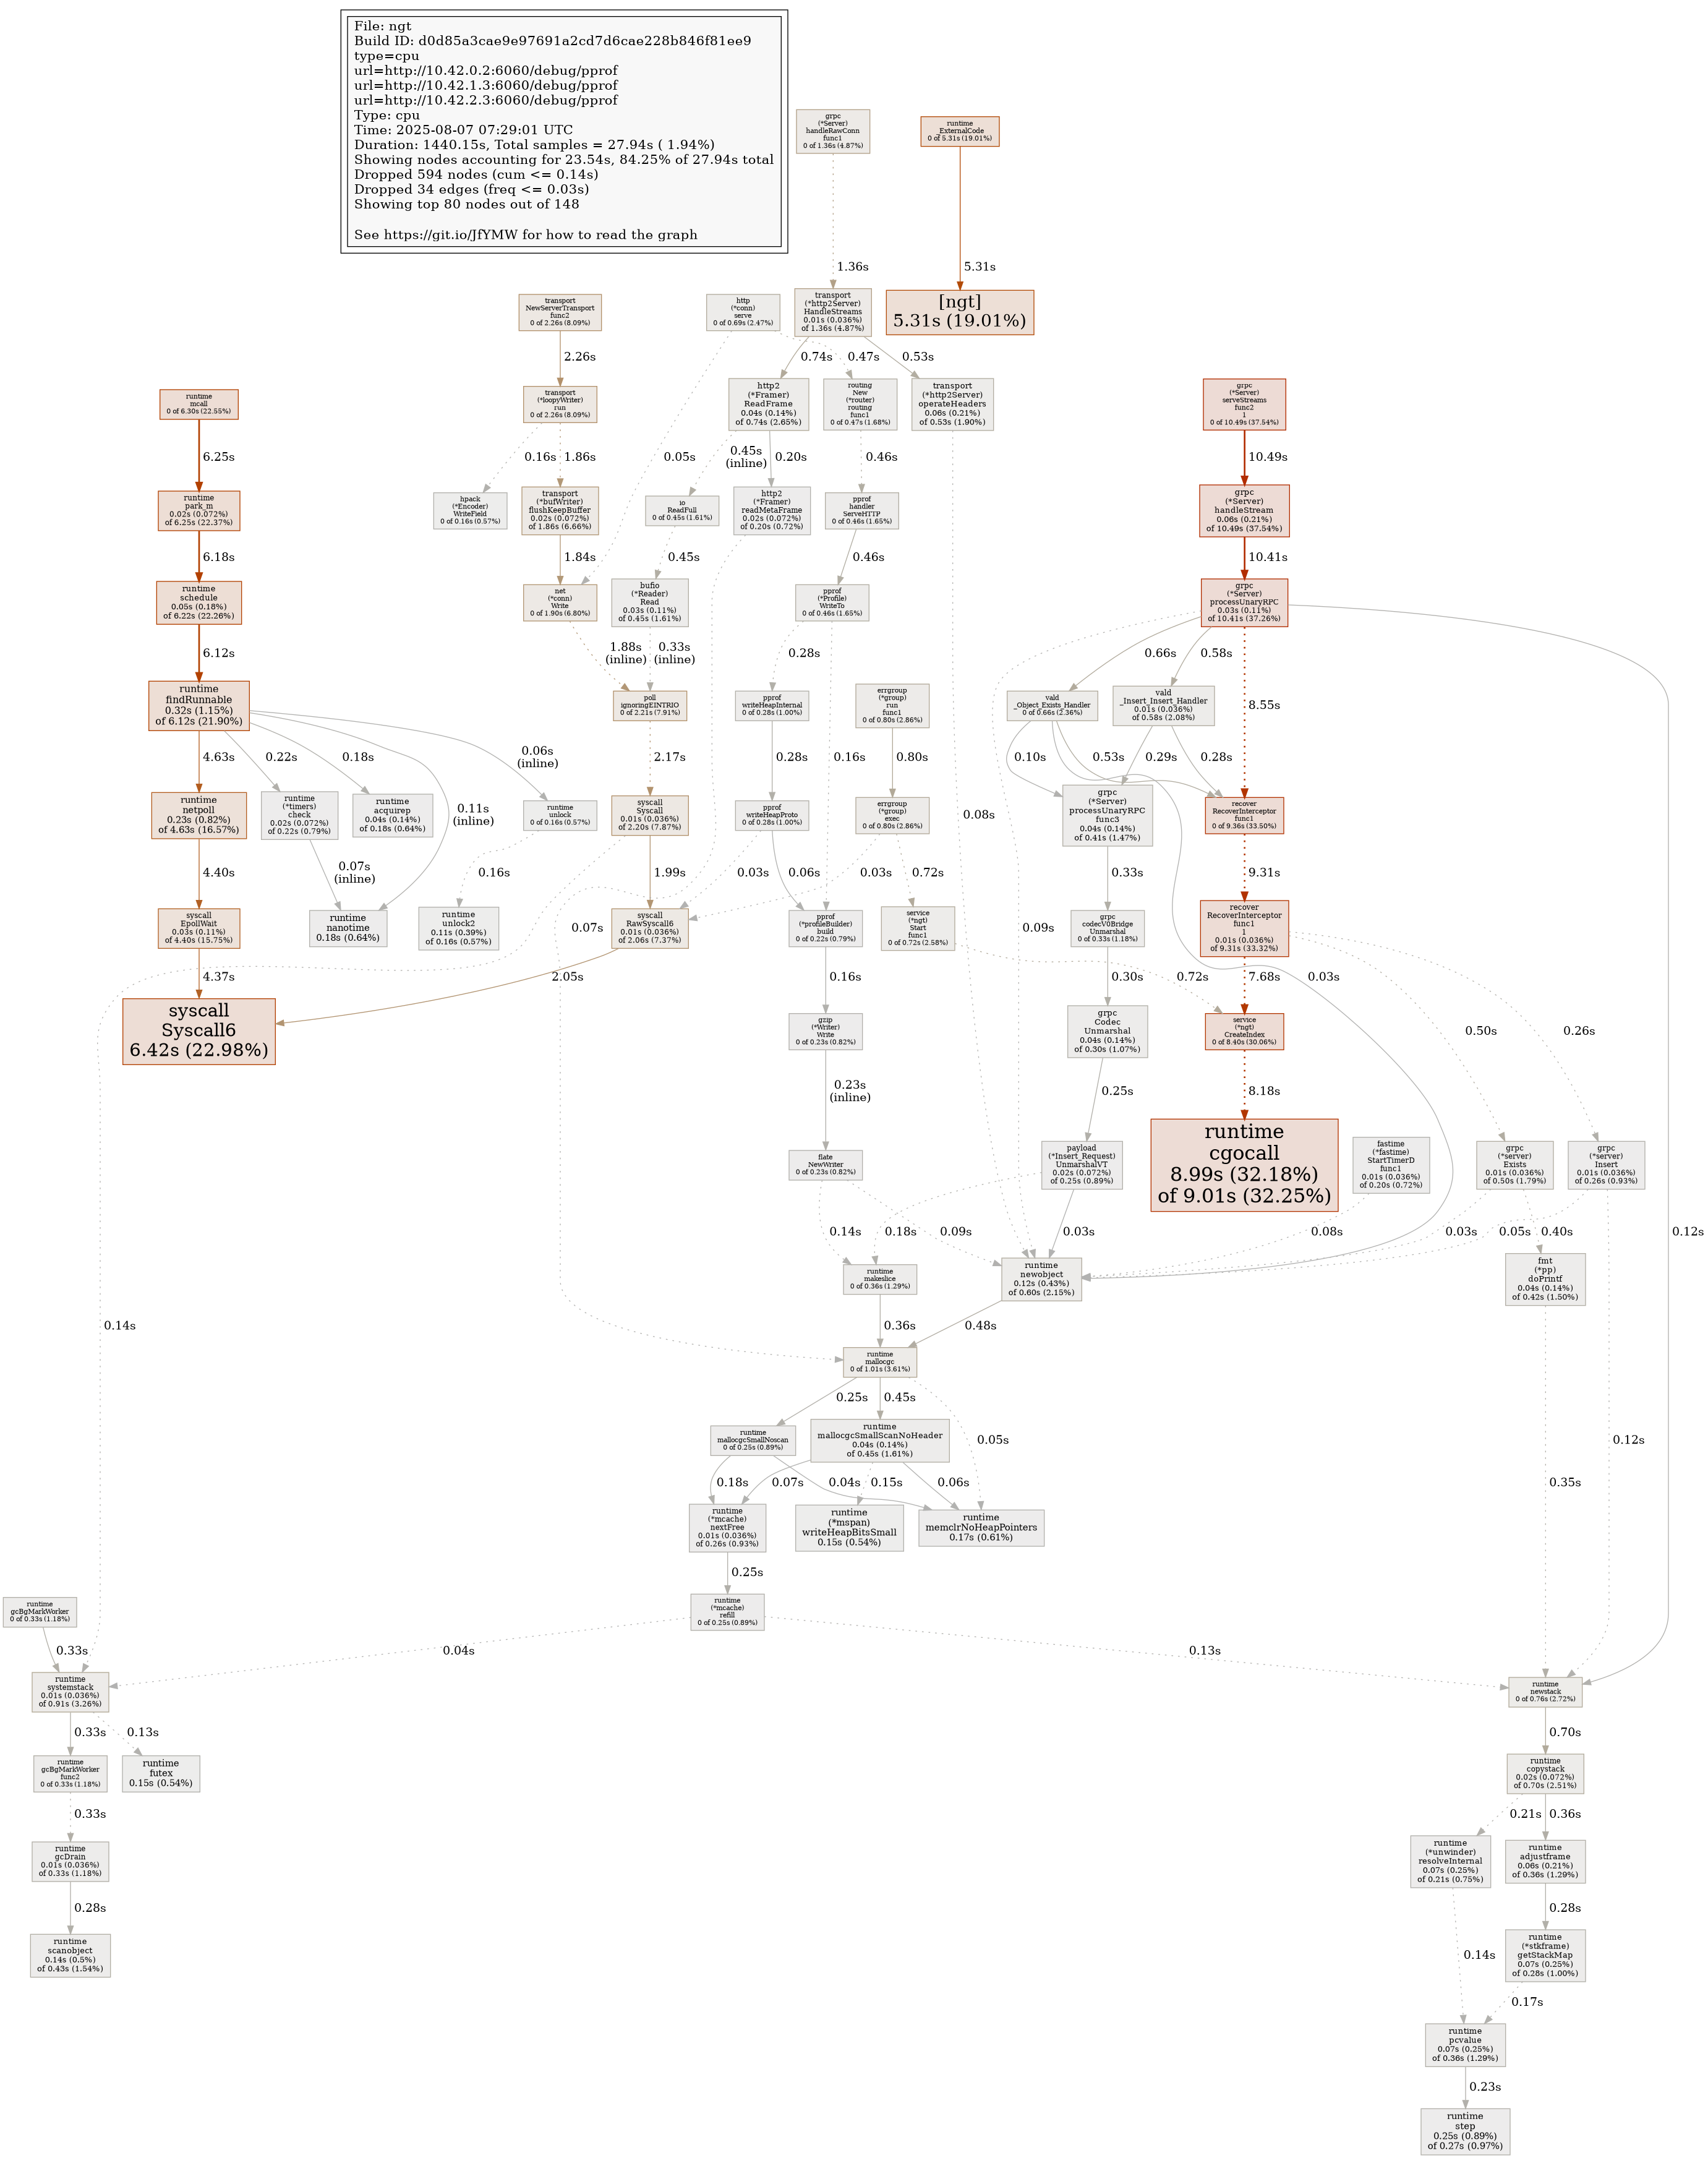 File: ngt
Build ID: d0d85a3cae9e97691a2cd7d6cae228b846f81ee9
type=cpu
url=http://10.42.0.2:6060/debug/pprof
url=http://10.42.1.3:6060/debug/pprof
url=http://10.42.2.3:6060/debug/pprof
Type: cpu
Time: 2025-08-07 07:29:01 UTC
Duration: 1440.15s, Total samples = 27.94s ( 1.94%)
Showing nodes accounting for 23.54s, 84.25% of 27.94s total
Dropped 594 nodes (cum <= 0.14s)
Dropped 34 edges (freq <= 0.03s)
Showing top 80 nodes out of 148
See https://git.io/JfYMW for how to read the graph
grpc
(*Server)
handleRawConn
func1
0 of 1.36s (4.87%)
runtime
_ExternalCode
0 of 5.31s (19.01%)
1.36s
5.31s
transport
NewServerTransport
func2
0 of 2.26s (8.09%)
http
(*conn)
serve
0 of 0.69s (2.47%)
transport
(*http2Server)
HandleStreams
0.01s (0.036%)
of 1.36s (4.87%)
[ngt]
5.31s (19.01%)
2.26s
0.74s
0.47s
0.53s
runtime
mcall
0 of 6.30s (22.55%)
transport
(*loopyWriter)
run
0 of 2.26s (8.09%)
http2
(*Framer)
ReadFrame
0.04s (0.14%)
of 0.74s (2.65%)
routing
New
(*router)
routing
func1
0 of 0.47s (1.68%)
transport
(*http2Server)
operateHeaders
0.06s (0.21%)
of 0.53s (1.90%)
grpc
(*Server)
serveStreams
func2
1
0 of 10.49s (37.54%)
6.25s
0.16s
1.86s
0.05s
0.45s
(inline)
0.20s
0.46s
10.49s
runtime
park_m
0.02s (0.072%)
of 6.25s (22.37%)
hpack
(*Encoder)
WriteField
0 of 0.16s (0.57%)
transport
(*bufWriter)
flushKeepBuffer
0.02s (0.072%)
of 1.86s (6.66%)
io
ReadFull
0 of 0.45s (1.61%)
http2
(*Framer)
readMetaFrame
0.02s (0.072%)
of 0.20s (0.72%)
pprof
handler
ServeHTTP
0 of 0.46s (1.65%)
grpc
(*Server)
handleStream
0.06s (0.21%)
of 10.49s (37.54%)
6.18s
1.84s
0.45s
0.46s
10.41s
runtime
schedule
0.05s (0.18%)
of 6.22s (22.26%)
net
(*conn)
Write
0 of 1.90s (6.80%)
bufio
(*Reader)
Read
0.03s (0.11%)
of 0.45s (1.61%)
pprof
(*Profile)
WriteTo
0 of 0.46s (1.65%)
grpc
(*Server)
processUnaryRPC
0.03s (0.11%)
of 10.41s (37.26%)
6.12s
1.88s
(inline)
0.33s
(inline)
0.28s
0.66s
0.58s
runtime
findRunnable
0.32s (1.15%)
of 6.12s (21.90%)
poll
ignoringEINTRIO
0 of 2.21s (7.91%)
pprof
writeHeapInternal
0 of 0.28s (1.00%)
errgroup
(*group)
run
func1
0 of 0.80s (2.86%)
vald
_Object_Exists_Handler
0 of 0.66s (2.36%)
vald
_Insert_Insert_Handler
0.01s (0.036%)
of 0.58s (2.08%)
8.55s
4.63s
0.22s
0.18s
0.11s
(inline)
0.06s
(inline)
2.17s
0.28s
0.16s
0.80s
0.10s
0.53s
0.29s
0.28s
runtime
netpoll
0.23s (0.82%)
of 4.63s (16.57%)
runtime
(*timers)
check
0.02s (0.072%)
of 0.22s (0.79%)
runtime
acquirep
0.04s (0.14%)
of 0.18s (0.64%)
runtime
unlock
0 of 0.16s (0.57%)
syscall
Syscall
0.01s (0.036%)
of 2.20s (7.87%)
pprof
writeHeapProto
0 of 0.28s (1.00%)
errgroup
(*group)
exec
0 of 0.80s (2.86%)
0.08s
grpc
(*Server)
processUnaryRPC
func3
0.04s (0.14%)
of 0.41s (1.47%)
recover
RecoverInterceptor
func1
0 of 9.36s (33.50%)
4.40s
0.07s
(inline)
0.16s
1.99s
0.03s
0.06s
0.03s
0.72s
0.33s
9.31s
syscall
EpollWait
0.03s (0.11%)
of 4.40s (15.75%)
runtime
nanotime
0.18s (0.64%)
runtime
unlock2
0.11s (0.39%)
of 0.16s (0.57%)
0.07s
syscall
RawSyscall6
0.01s (0.036%)
of 2.06s (7.37%)
pprof
(*profileBuilder)
build
0 of 0.22s (0.79%)
service
(*ngt)
Start
func1
0 of 0.72s (2.58%)
0.09s
grpc
codecV0Bridge
Unmarshal
0 of 0.33s (1.18%)
recover
RecoverInterceptor
func1
1
0.01s (0.036%)
of 9.31s (33.32%)
4.37s
2.05s
0.16s
0.30s
0.72s
0.03s
7.68s
0.50s
0.26s
syscall
Syscall6
6.42s (22.98%)
gzip
(*Writer)
Write
0 of 0.23s (0.82%)
grpc
Codec
Unmarshal
0.04s (0.14%)
of 0.30s (1.07%)
service
(*ngt)
CreateIndex
0 of 8.40s (30.06%)
0.23s
(inline)
0.25s
8.18s
flate
NewWriter
0 of 0.23s (0.82%)
payload
(*Insert_Request)
UnmarshalVT
0.02s (0.072%)
of 0.25s (0.89%)
runtime
cgocall
8.99s (32.18%)
of 9.01s (32.25%)
fastime
(*fastime)
StartTimerD
func1
0.01s (0.036%)
of 0.20s (0.72%)
grpc
(*server)
Exists
0.01s (0.036%)
of 0.50s (1.79%)
grpc
(*server)
Insert
0.01s (0.036%)
of 0.26s (0.93%)
0.14s
0.18s
0.09s
0.03s
0.08s
0.03s
0.40s
0.05s
0.12s
runtime
makeslice
0 of 0.36s (1.29%)
runtime
newobject
0.12s (0.43%)
of 0.60s (2.15%)
fmt
(*pp)
doPrintf
0.04s (0.14%)
of 0.42s (1.50%)
0.14s
0.36s
0.48s
runtime
mallocgc
0 of 1.01s (3.61%)
0.25s
0.45s
0.05s
0.12s
runtime
mallocgcSmallNoscan
0 of 0.25s (0.89%)
runtime
mallocgcSmallScanNoHeader
0.04s (0.14%)
of 0.45s (1.61%)
0.18s
0.07s
0.04s
0.15s
0.06s
0.35s
runtime
(*mcache)
nextFree
0.01s (0.036%)
of 0.26s (0.93%)
runtime
(*mspan)
writeHeapBitsSmall
0.15s (0.54%)
runtime
memclrNoHeapPointers
0.17s (0.61%)
0.25s
runtime
gcBgMarkWorker
0 of 0.33s (1.18%)
runtime
(*mcache)
refill
0 of 0.25s (0.89%)
0.33s
0.04s
0.13s
runtime
systemstack
0.01s (0.036%)
of 0.91s (3.26%)
runtime
newstack
0 of 0.76s (2.72%)
0.33s
0.13s
0.70s
runtime
gcBgMarkWorker
func2
0 of 0.33s (1.18%)
runtime
futex
0.15s (0.54%)
runtime
copystack
0.02s (0.072%)
of 0.70s (2.51%)
0.33s
0.21s
0.36s
runtime
gcDrain
0.01s (0.036%)
of 0.33s (1.18%)
runtime
(*unwinder)
resolveInternal
0.07s (0.25%)
of 0.21s (0.75%)
runtime
adjustframe
0.06s (0.21%)
of 0.36s (1.29%)
0.28s
0.28s
runtime
scanobject
0.14s (0.5%)
of 0.43s (1.54%)
0.14s
runtime
(*stkframe)
getStackMap
0.07s (0.25%)
of 0.28s (1.00%)
0.17s
runtime
pcvalue
0.07s (0.25%)
of 0.36s (1.29%)
0.23s
runtime
step
0.25s (0.89%)
of 0.27s (0.97%)